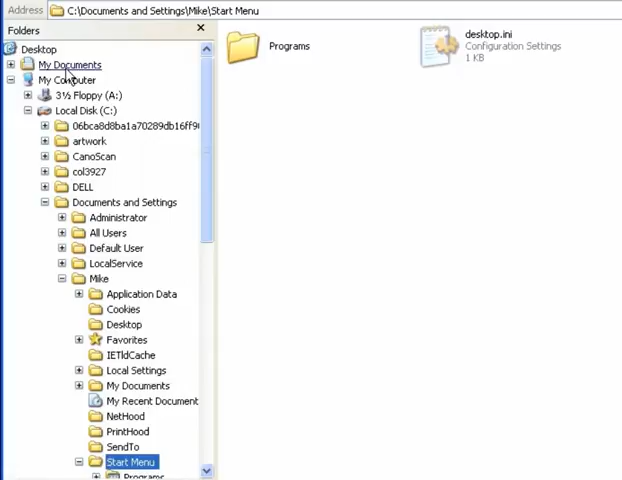 Address C:\Documents and Settings\Mike\Start Menu
Folders
Desktop
My Documents
My Computer
3½ Floppy (A:)
Local Disk (C:)
06bca8d8ba1a70289db16ff9
artwork
CanoScan
col3927
DELL
Documents and Settings
Administrator
All Users
Default User
LocalService
Mike
Application Data
Cookies
Desktop
Favorites
IETldCache
Local Settings
My Documents
My Recent Document
NetHood
PrintHood
SendTo
Start Menu
Programs
Programs
desktop.ini
Configuration Settings
1 KB